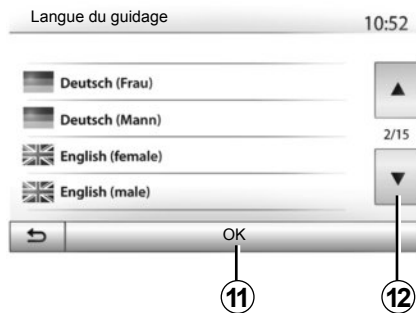 Langue du guidage 10:52
Deutsch (Frau)
Deutsch (Mann)
2/15
English (female)
English (male)
OK
11 12